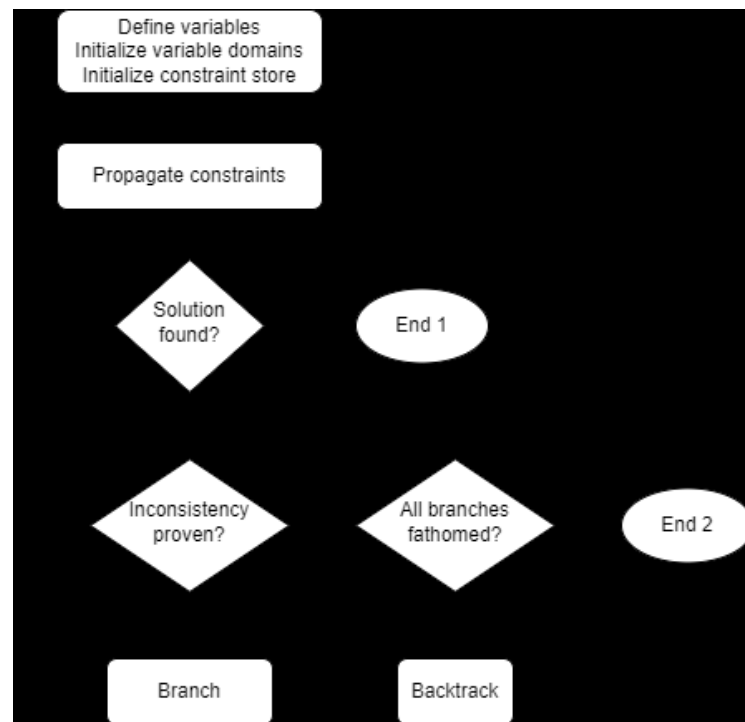 Define variables
Initialize variable domains
Initialize constraint store
Propagate constraints
Solution
found?
End 1
Inconsistency
proven?
All branches
fathomed?
End 2
Branch
Backtrack